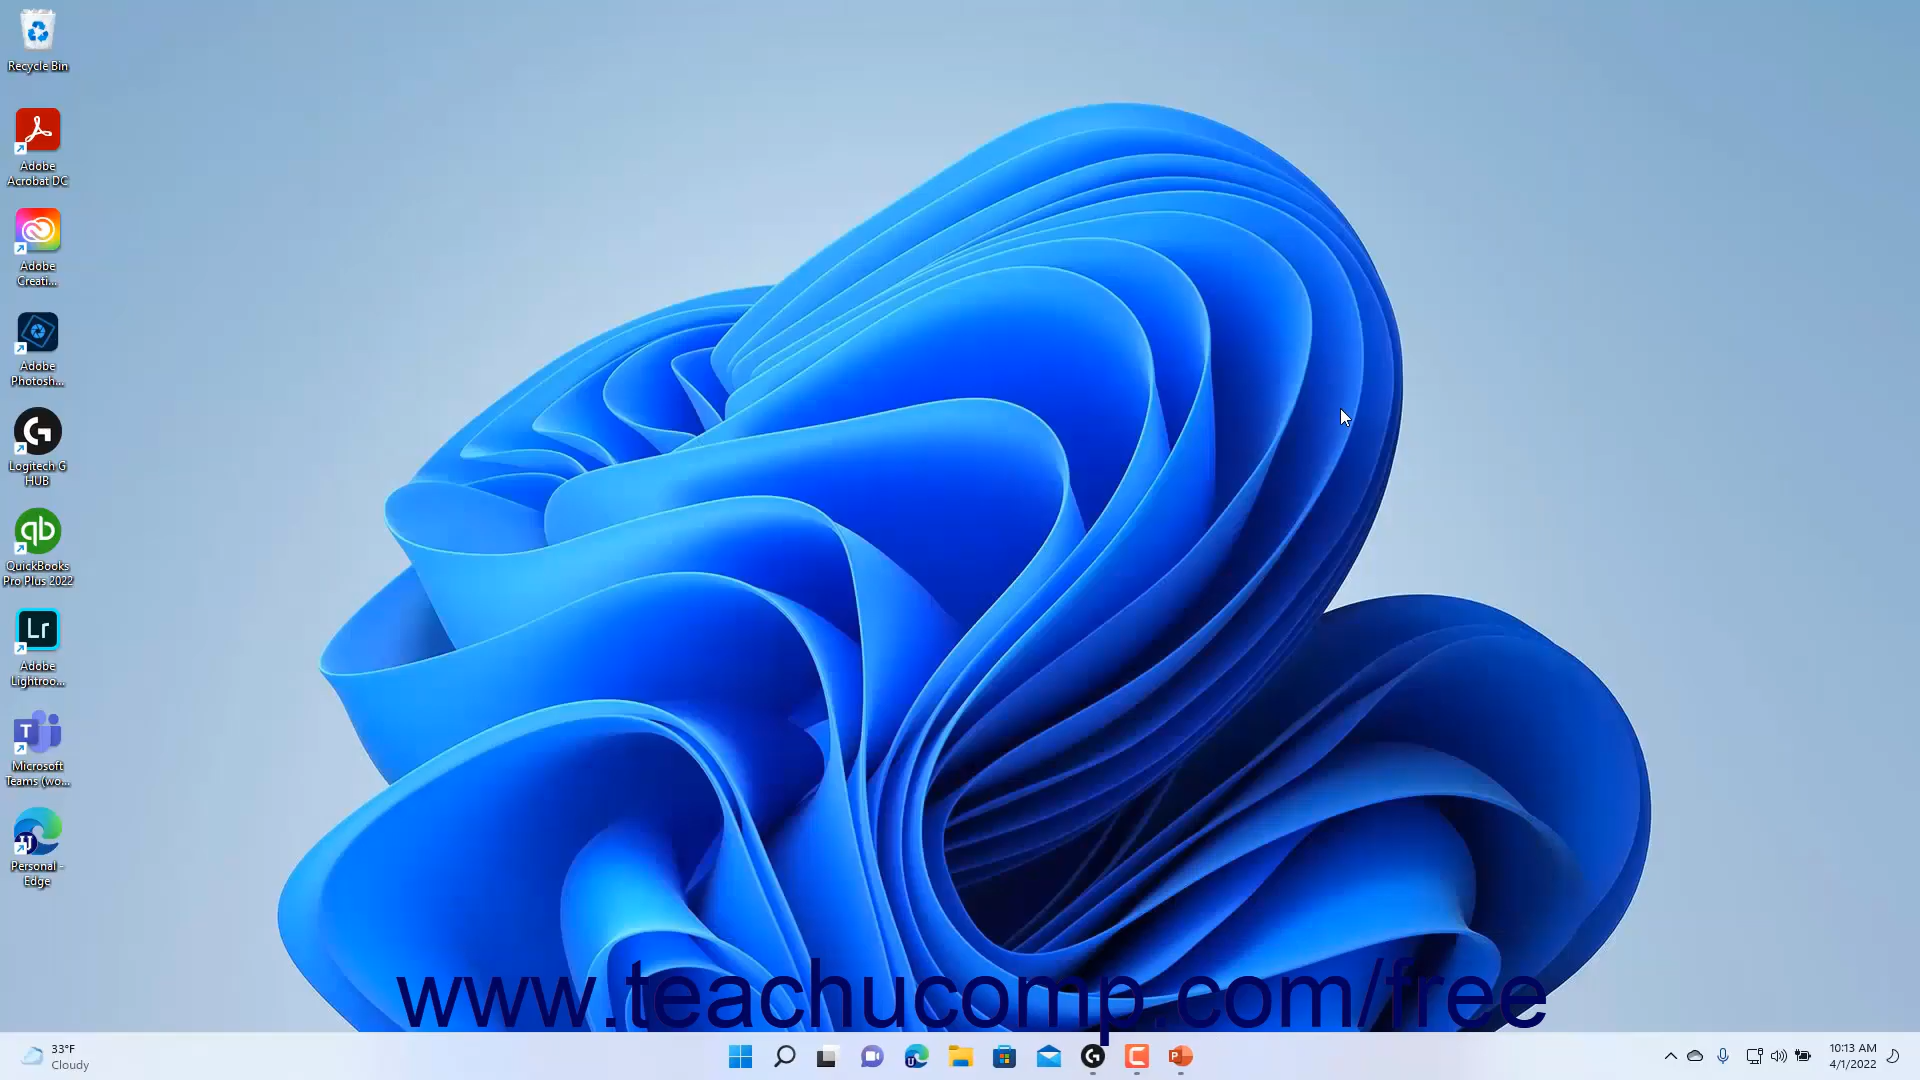 Recycle Bin
Adobe
Acrobat DC
Adobe
Creati...
Adobe
Photosh...
Logitech G
HUB
QuickBooks
Pro Plus 2022
Lr
Adobe
Lightroo...
Microsoft
Teams (wo...
Personal -
Edge
www.teachucomp.com/free
33°F
Cloudy
10:13 AM
4/1/2022